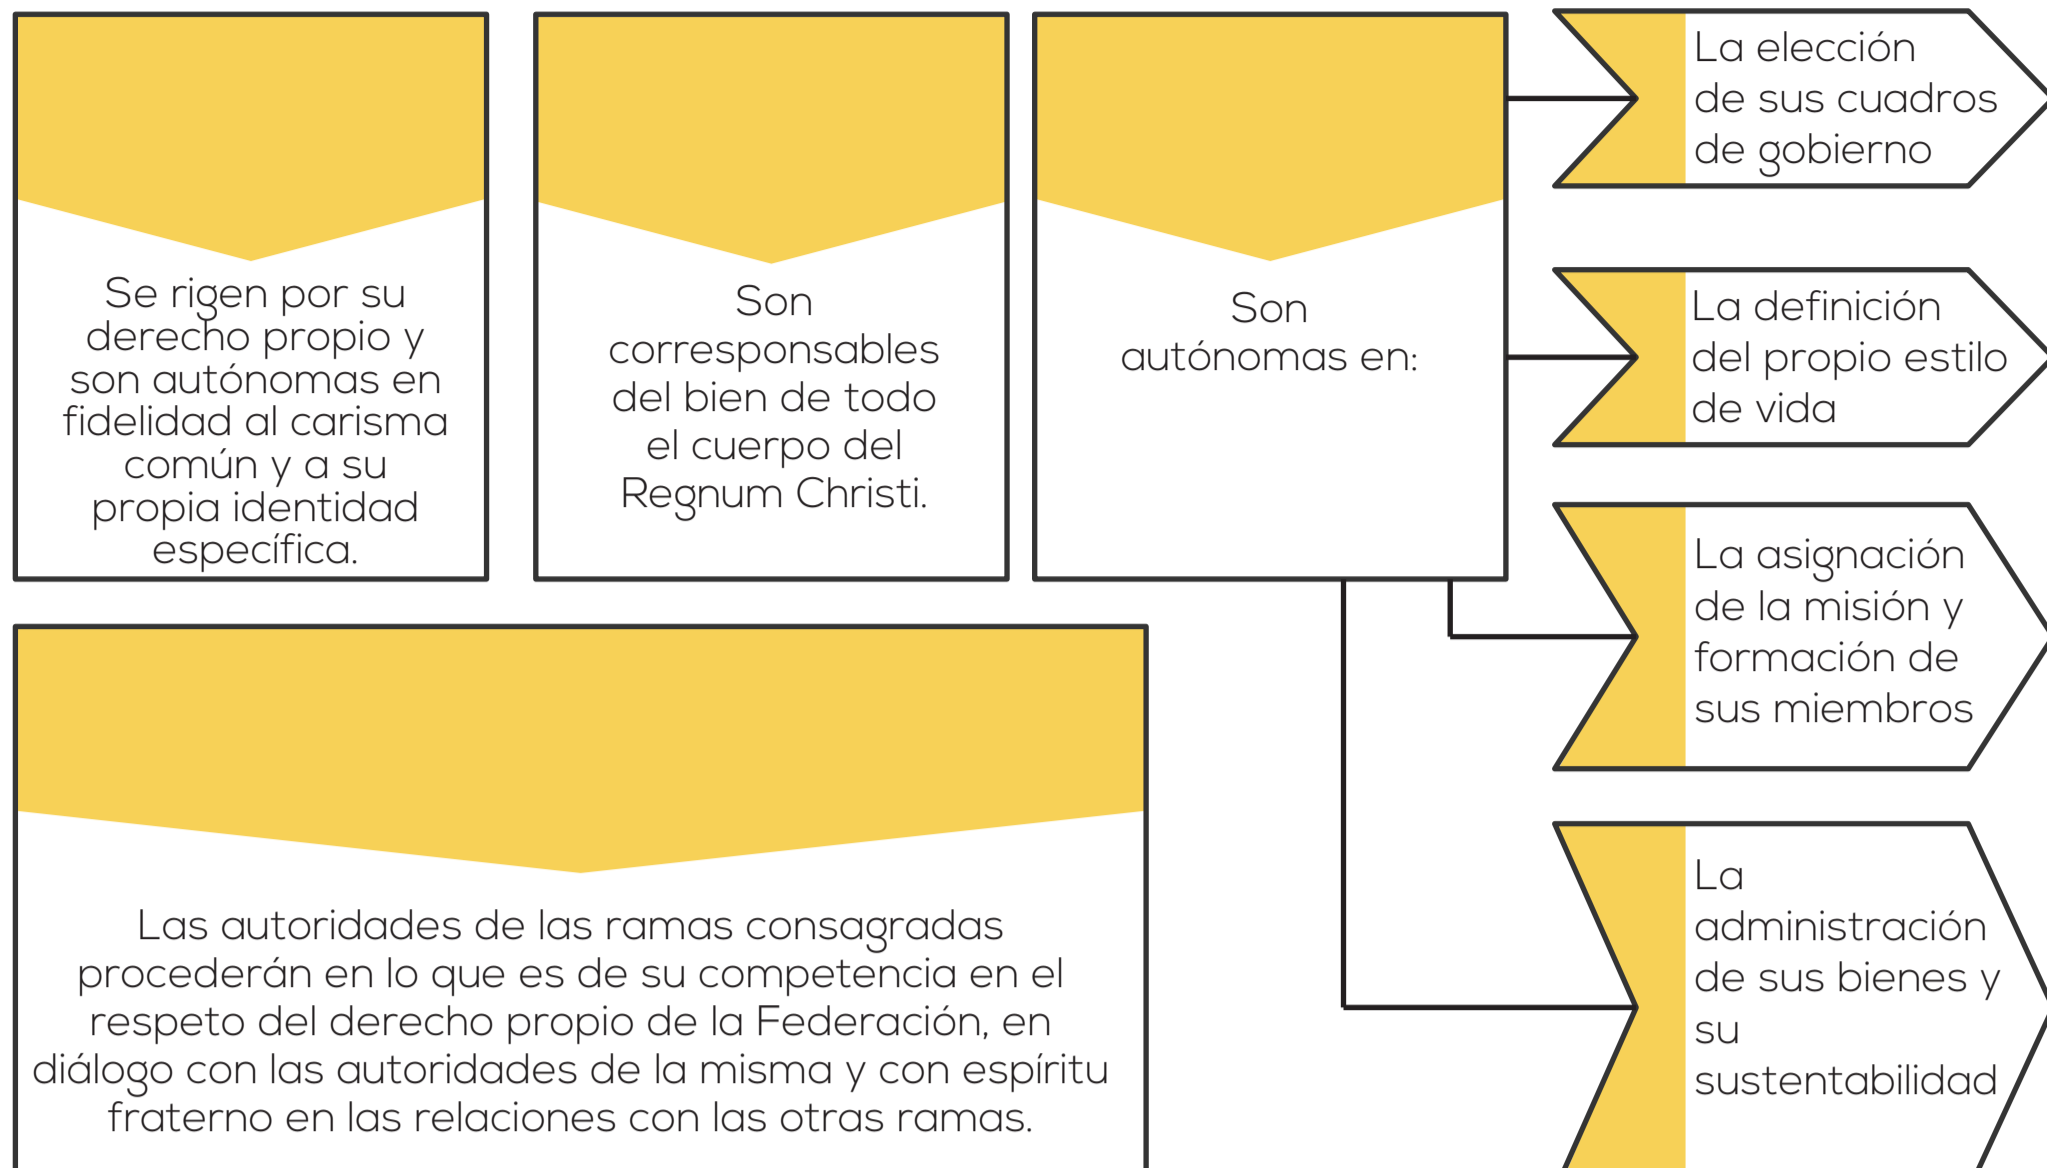 Se rigen por su
derecho propio y
son autónomas en
fidelidad al carisma
común y a su
propia identidad
específica.
Son
corresponsables
del bien de todo
el cuerpo del
Regnum Christi.
Son
autónomas en:
La elección
de sus cuadros
de gobierno
La definición
del propio estilo
de vida
La asignación
de la misión y
formación de
sus miembros
La
administración
de sus bienes y
su
sustentabilidad
Las autoridades de las ramas consagradas
procederán en lo que es de su competencia en el
respeto del derecho propio de la Federación, en
diálogo con las autoridades de la misma y con espíritu
fraterno en las relaciones con las otras ramas.